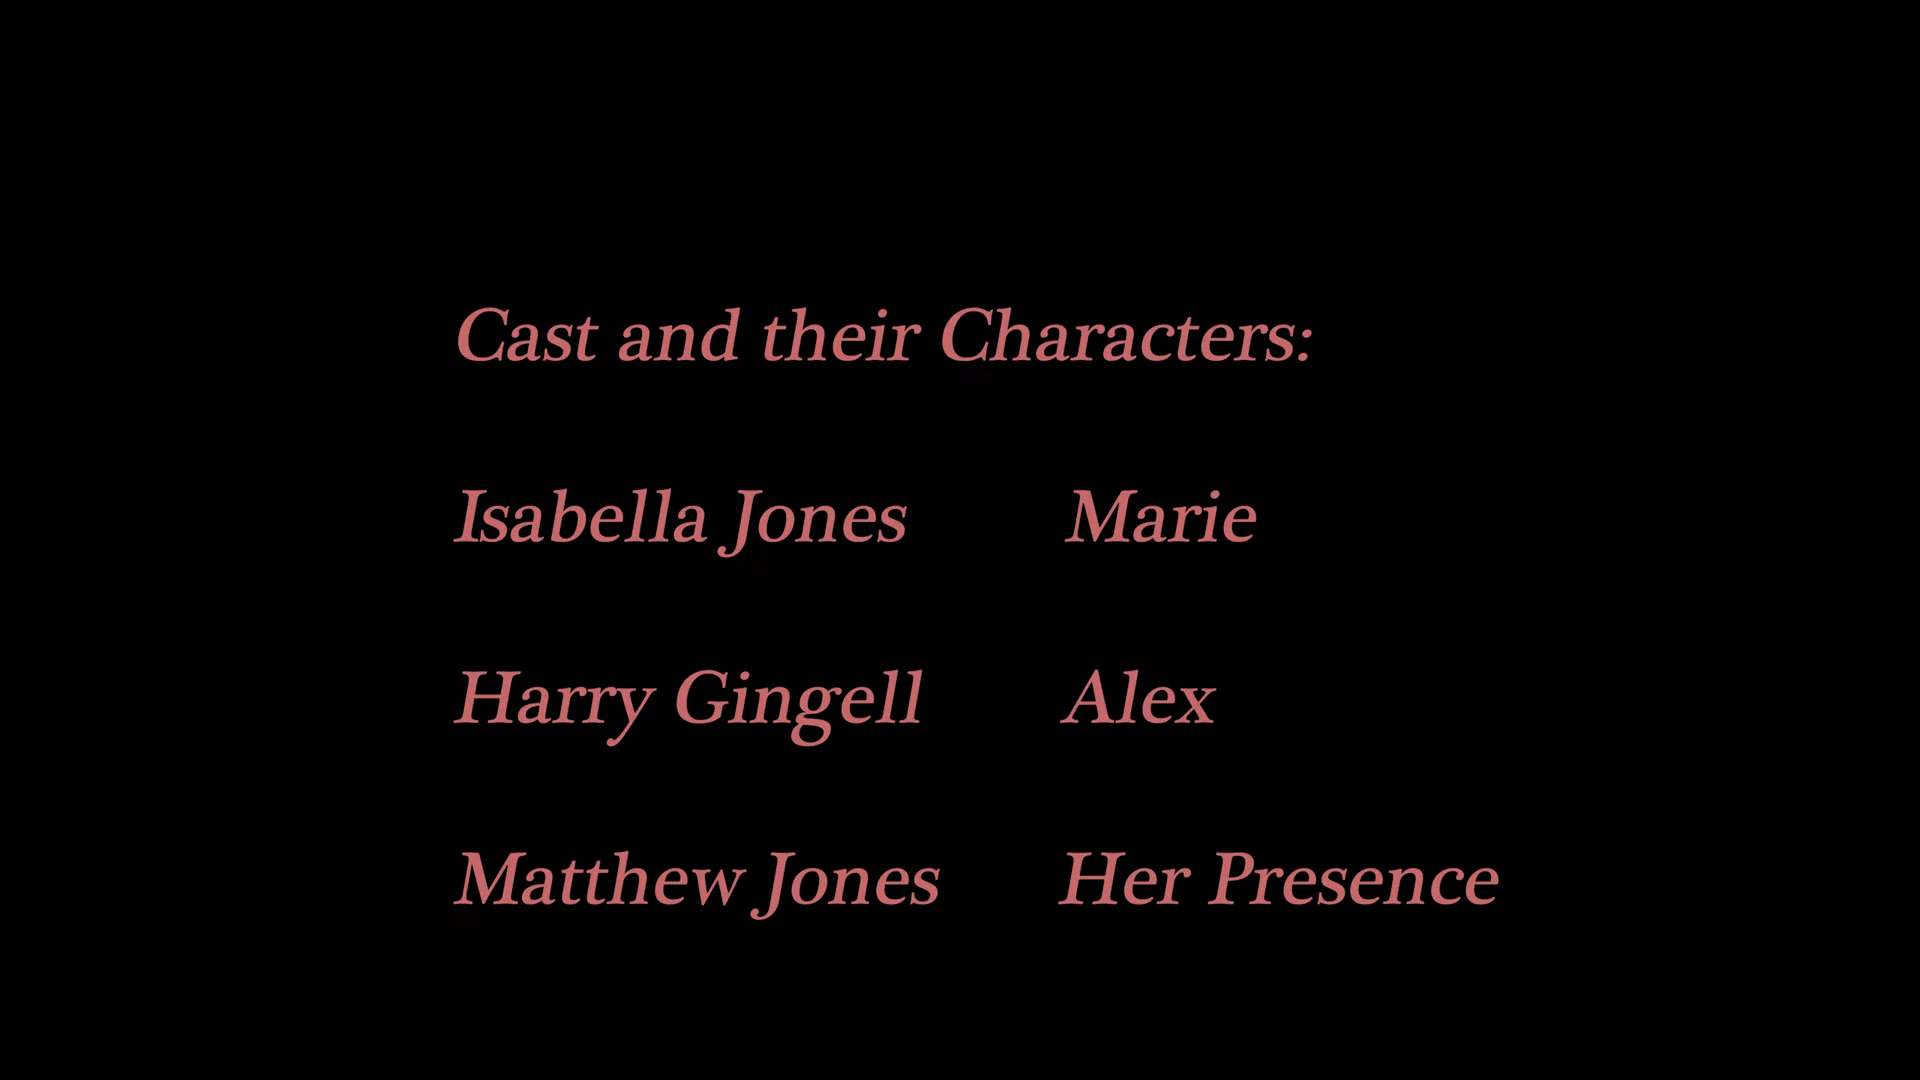 Cast and their Characters:
Isabella Jones Marie
Harry Gingell Alex
Matthew Jones Her Presence